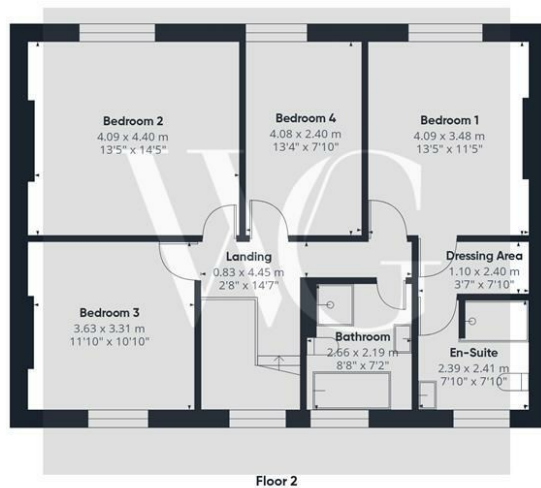 Bedroom 2
4.09 x 4.40 m
13'5" x 14'5"
Bedroom 4
4.08 x 2.40 m
13'4" x 7'10"
Bedroom 1
4.09 x 3.48 m
13'5" x 11'5"
WG
Landing
0.83 x 4.45 m
2'8" x 14'7"
Dressing Area
1.10 x 2.40 m
3'7" x 7'10"
Bedroom 3
3.63 x 3.31 m
11'10" x 10'10"
Bathroom
2.66 x 2.19 m
8'8" x 7'2"
En-Suite
2.39 x 2.41 m
7'10" x 7'10"
Floor 2